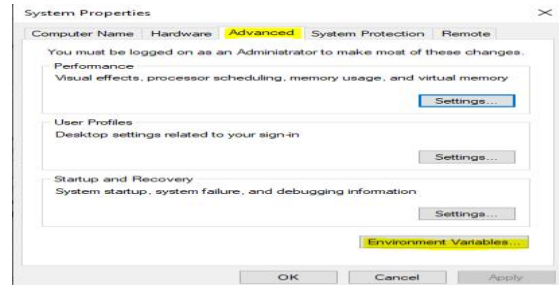 System Properties
Computer Name Hardware Advanced System Protection Remote
You must be logged on as an Administrator to make most of these changes.
Performance
Visual effects, processor scheduling, memory usage, and virtual memory
Settings...
User Profiles
Desktop settings related to your sign-in
Settings...
Startup and Recovery
System startup, system failure, and debugging information
Settings...
Environment Variables...
OK Cancel Apply